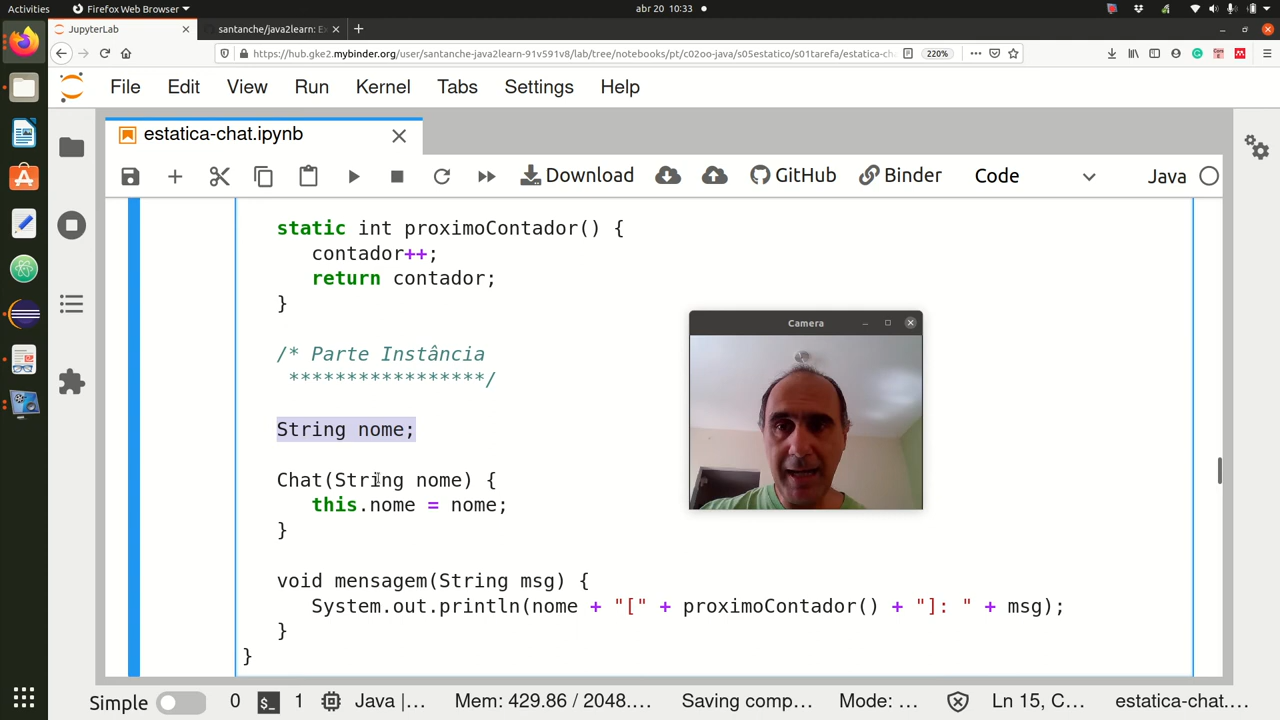 Activities
Firefox Web Browser
abr 20 10:33
JupyterLab
santanche/java2learn: Ex
https://hub.gke2.mybinder.org/user/santanche-java2learn-91v591v8/lab/tree/notebooks/pt/c02oo-java/s05estatico/s01tarefa/estatica-cha
220%
File Edit View Run Kernel Tabs Settings Help
estatica-chat.ipynb
Download GitHub Binder Code Java
static int proximoContador() {
contador++;
return contador;
}
/* Parte Instância
*****************/
String nome;
Chat(String nome) {
this.nome = nome;
}
void mensagem(String msg) {
System.out.println(nome + "[" + proximoContador() + "]: " + msg);
}
}
Camera
Simple 0 $_ 1 Java |... Mem: 429.86 / 2048.... Saving comp... Mode: ... Ln 15, C... estatica-chat....